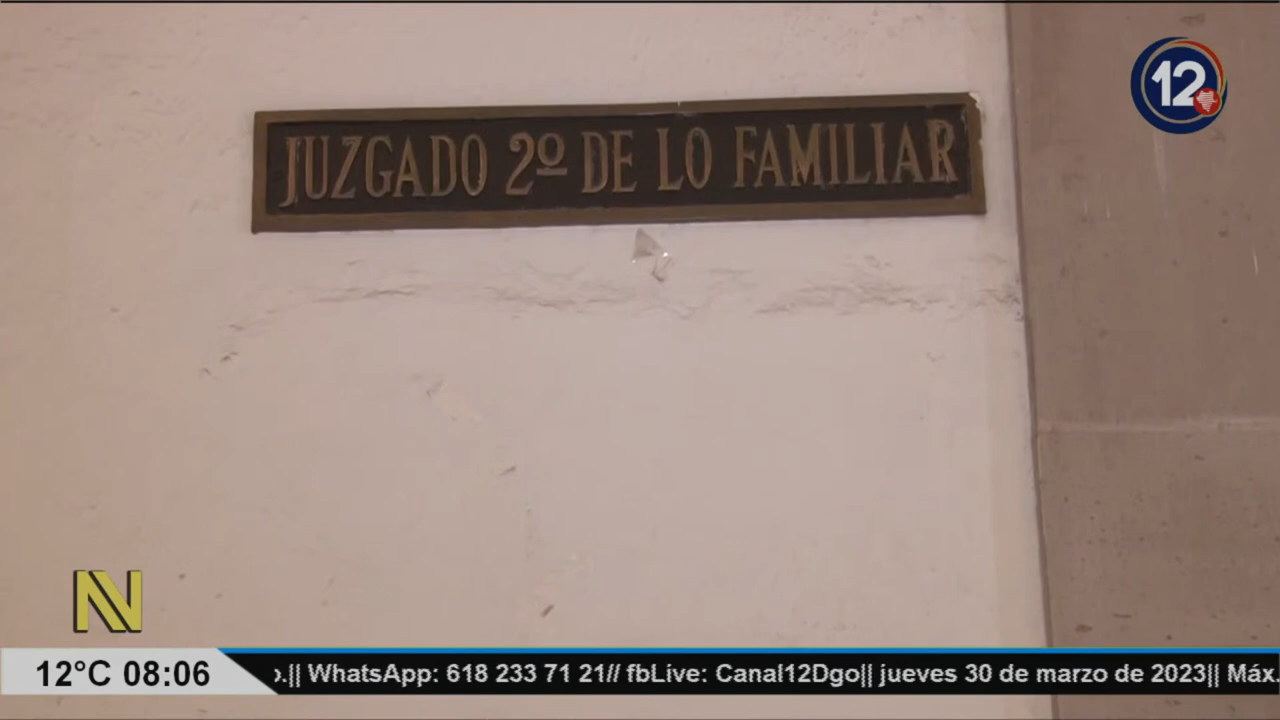 12
JUZGADO 2º DE LO FAMILIAR
N
12°C 08:06
.|| WhatsApp: 618 233 71 21// fbLive: Canal12Dgo|| jueves 30 de marzo de 2023|| Máx.